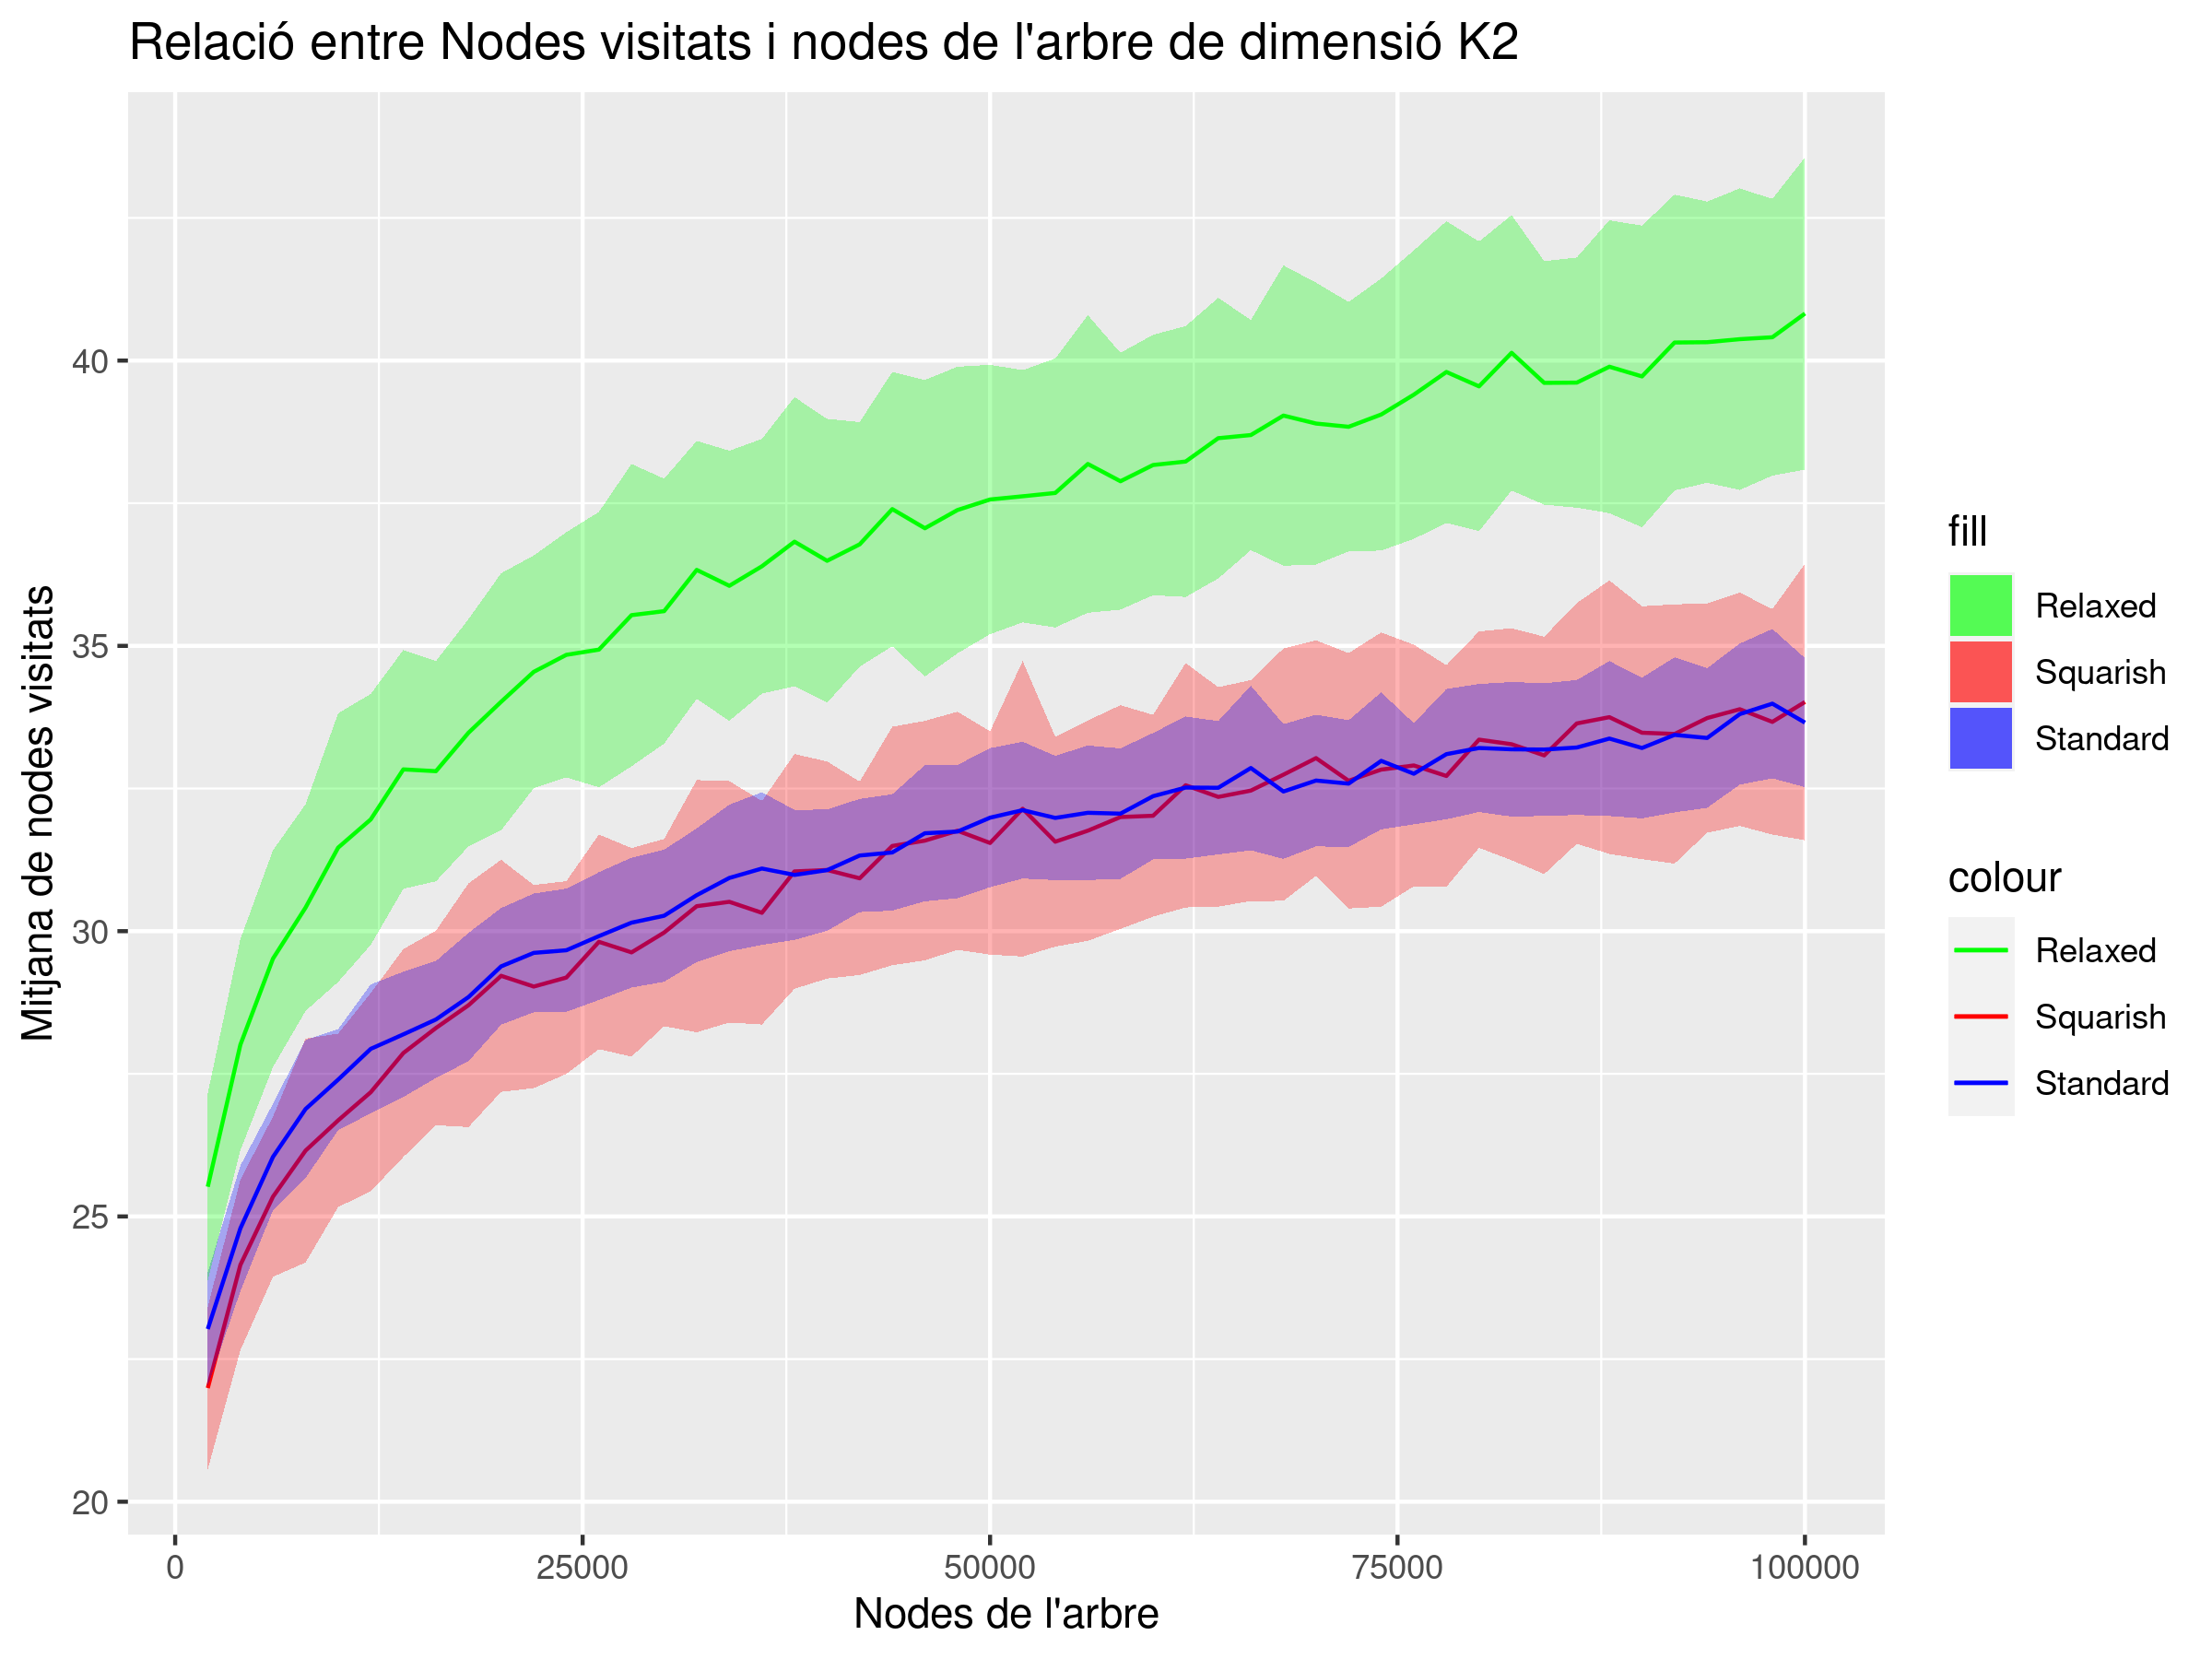 Relació entre Nodes visitats i nodes de l'arbre de dimensió K2
Mitjana de nodes visitats
40
35
30
25
20
0
25000
50000
75000
100000
Nodes de l'arbre
fill
Relaxed
Squarish
Standard
colour
Relaxed
Squarish
Standard